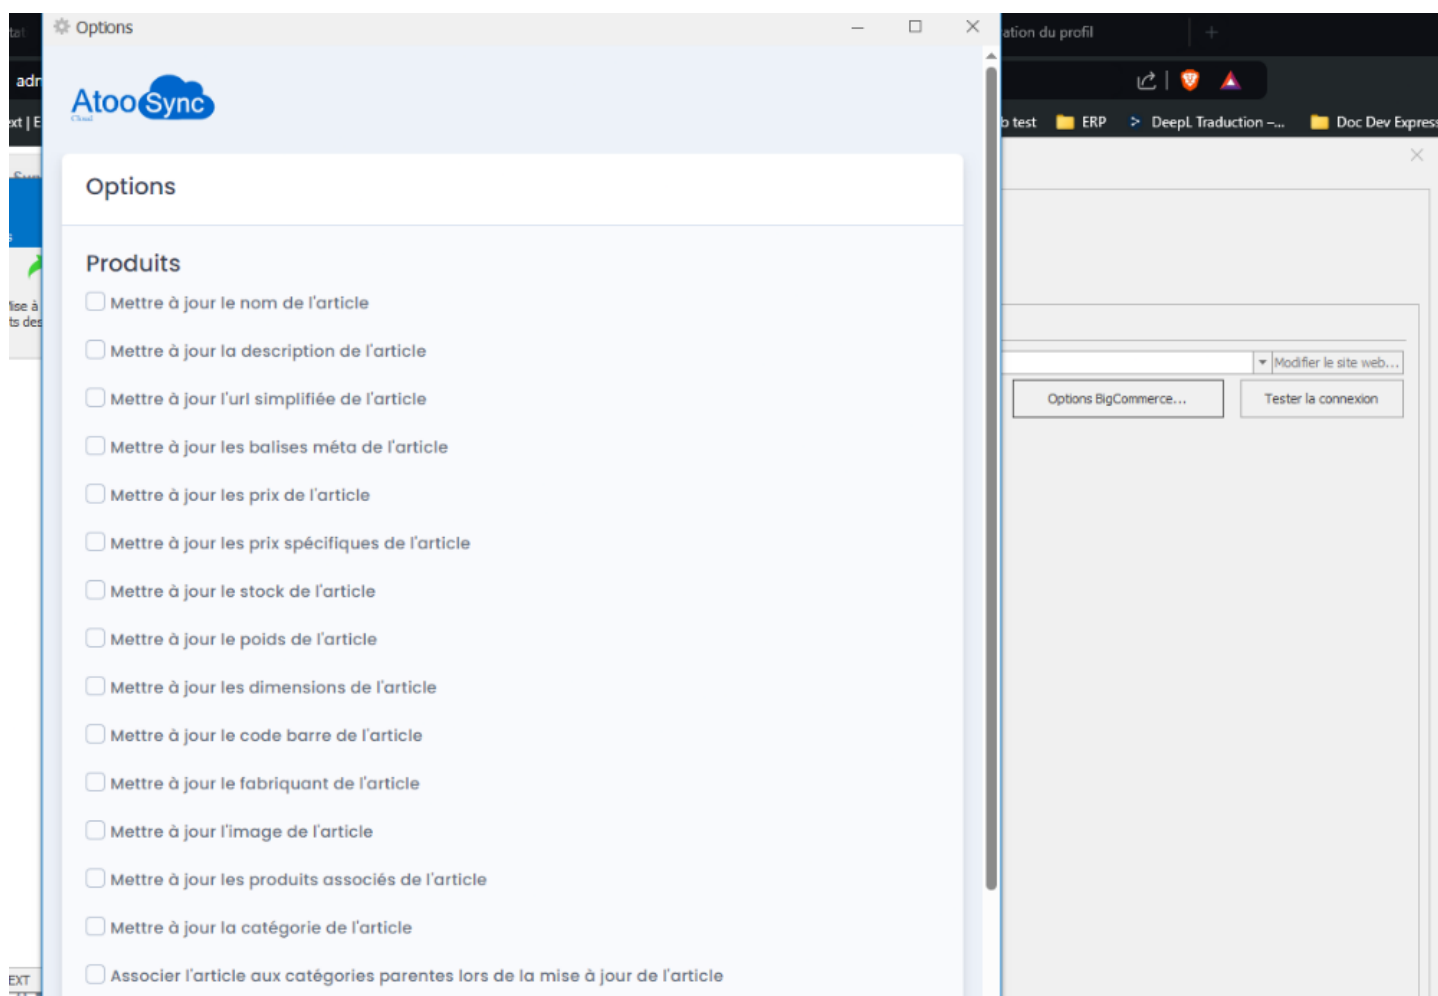 Options
ation du profil
adr
ext | E
b test
ERP
DeepL Traduction –...
Doc Dev Express
AtooSync
Cloud
Options
Produits
Mettre à jour le nom de l'article
Mettre à jour la description de l'article
Mettre à jour l'url simplifiée de l'article
Mettre à jour les balises méta de l'article
Mettre à jour les prix de l'article
Mettre à jour les prix spécifiques de l'article
Mettre à jour le stock de l'article
Mettre à jour le poids de l'article
Mettre à jour les dimensions de l'article
Mettre à jour le code barre de l'article
Mettre à jour le fabriquant de l'article
Mettre à jour l'image de l'article
Mettre à jour les produits associés de l'article
Mettre à jour la catégorie de l'article
Associer l'article aux catégories parentes lors de la mise à jour de l'article
Mise à
ts des
EXT
Modifier le site web...
Options BigCommerce...
Tester la connexion